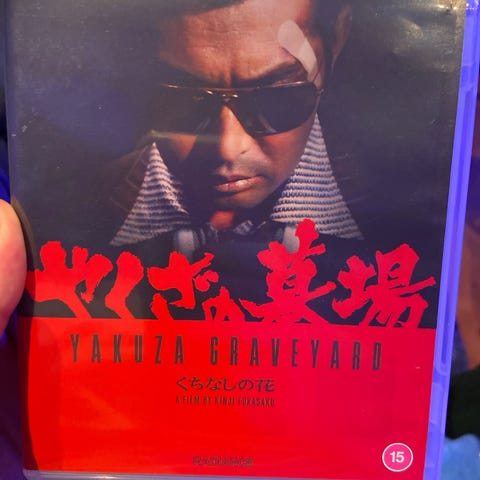 やくざの墓場
YAKUZA GRAVEYARD
くちなしの花
A FILM BY KINJI FUKASAKU
RADIANCE
15